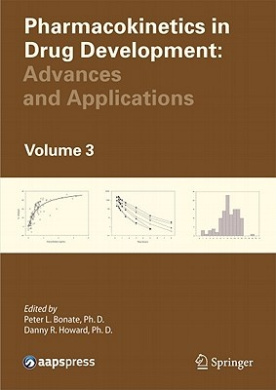 Pharmacokinetics in
Drug Development:
Advances
and Applications
Volume 3
Edited by
Peter L. Bonate, Ph. D.
Danny R. Howard, Ph. D.
aapspress
Springer